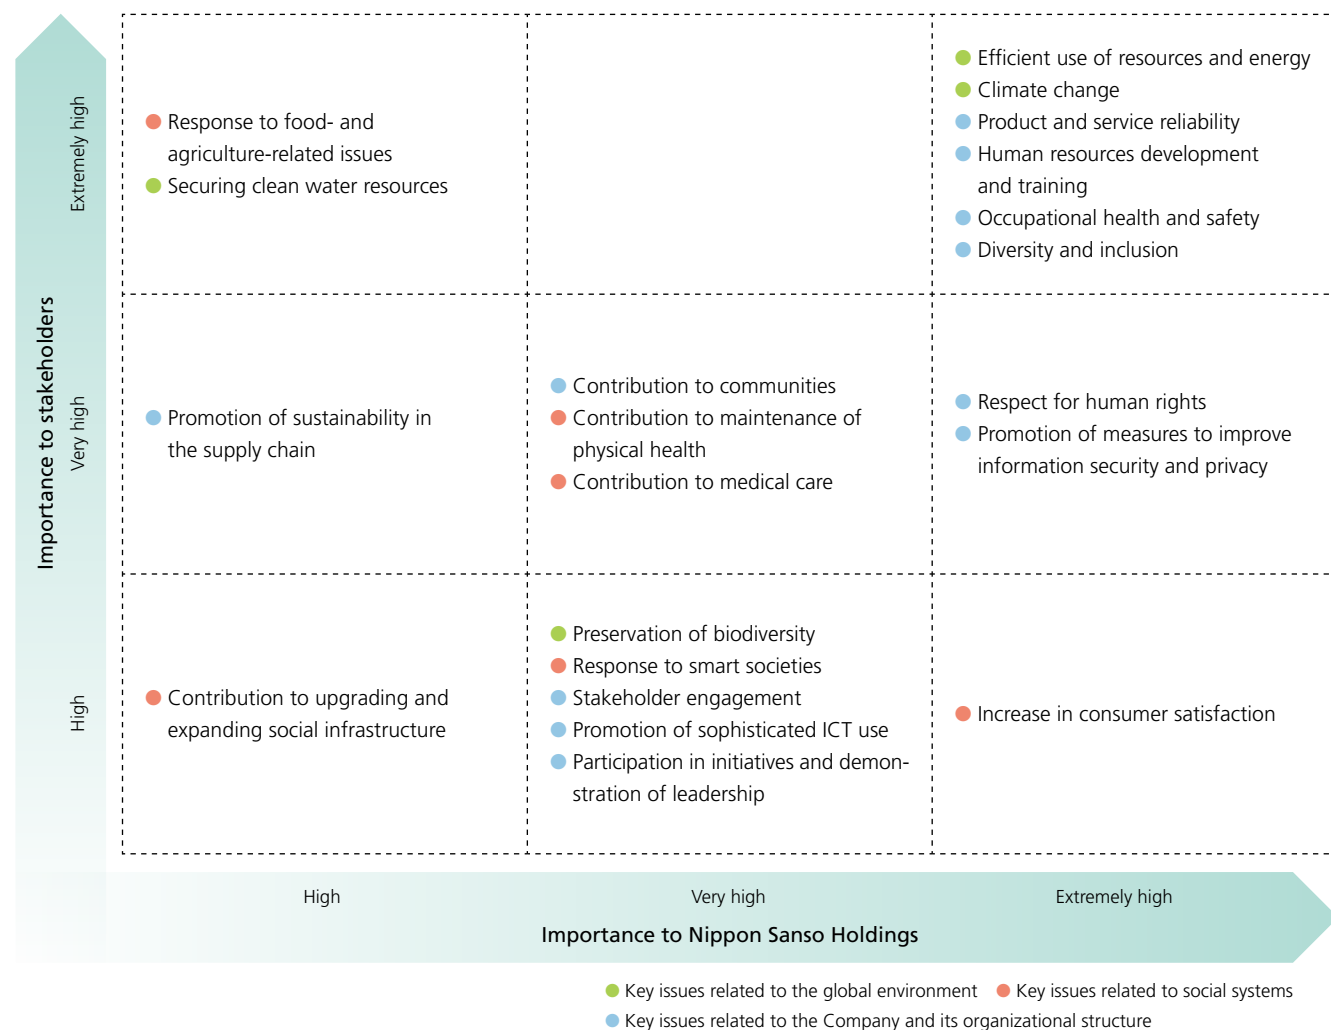 Importance to stakeholders
Extremely high
Very high
High
Response to food- and
agriculture-related issues
Securing clean water resources
Efficient use of resources and energy
Climate change
Product and service reliability
Human resources development
and training
Occupational health and safety
Diversity and inclusion
Promotion of sustainability in
the supply chain
Contribution to communities
Contribution to maintenance of
physical health
Contribution to medical care
Respect for human rights
Promotion of measures to improve
information security and privacy
Contribution to upgrading and
expanding social infrastructure
Preservation of biodiversity
Response to smart societies
Stakeholder engagement
Promotion of sophisticated ICT use
Participation in initiatives and demon-
stration of leadership
Increase in consumer satisfaction
High
Very high
Extremely high
Importance to Nippon Sanso Holdings
Key issues related to the global environment
Key issues related to social systems
Key issues related to the Company and its organizational structure